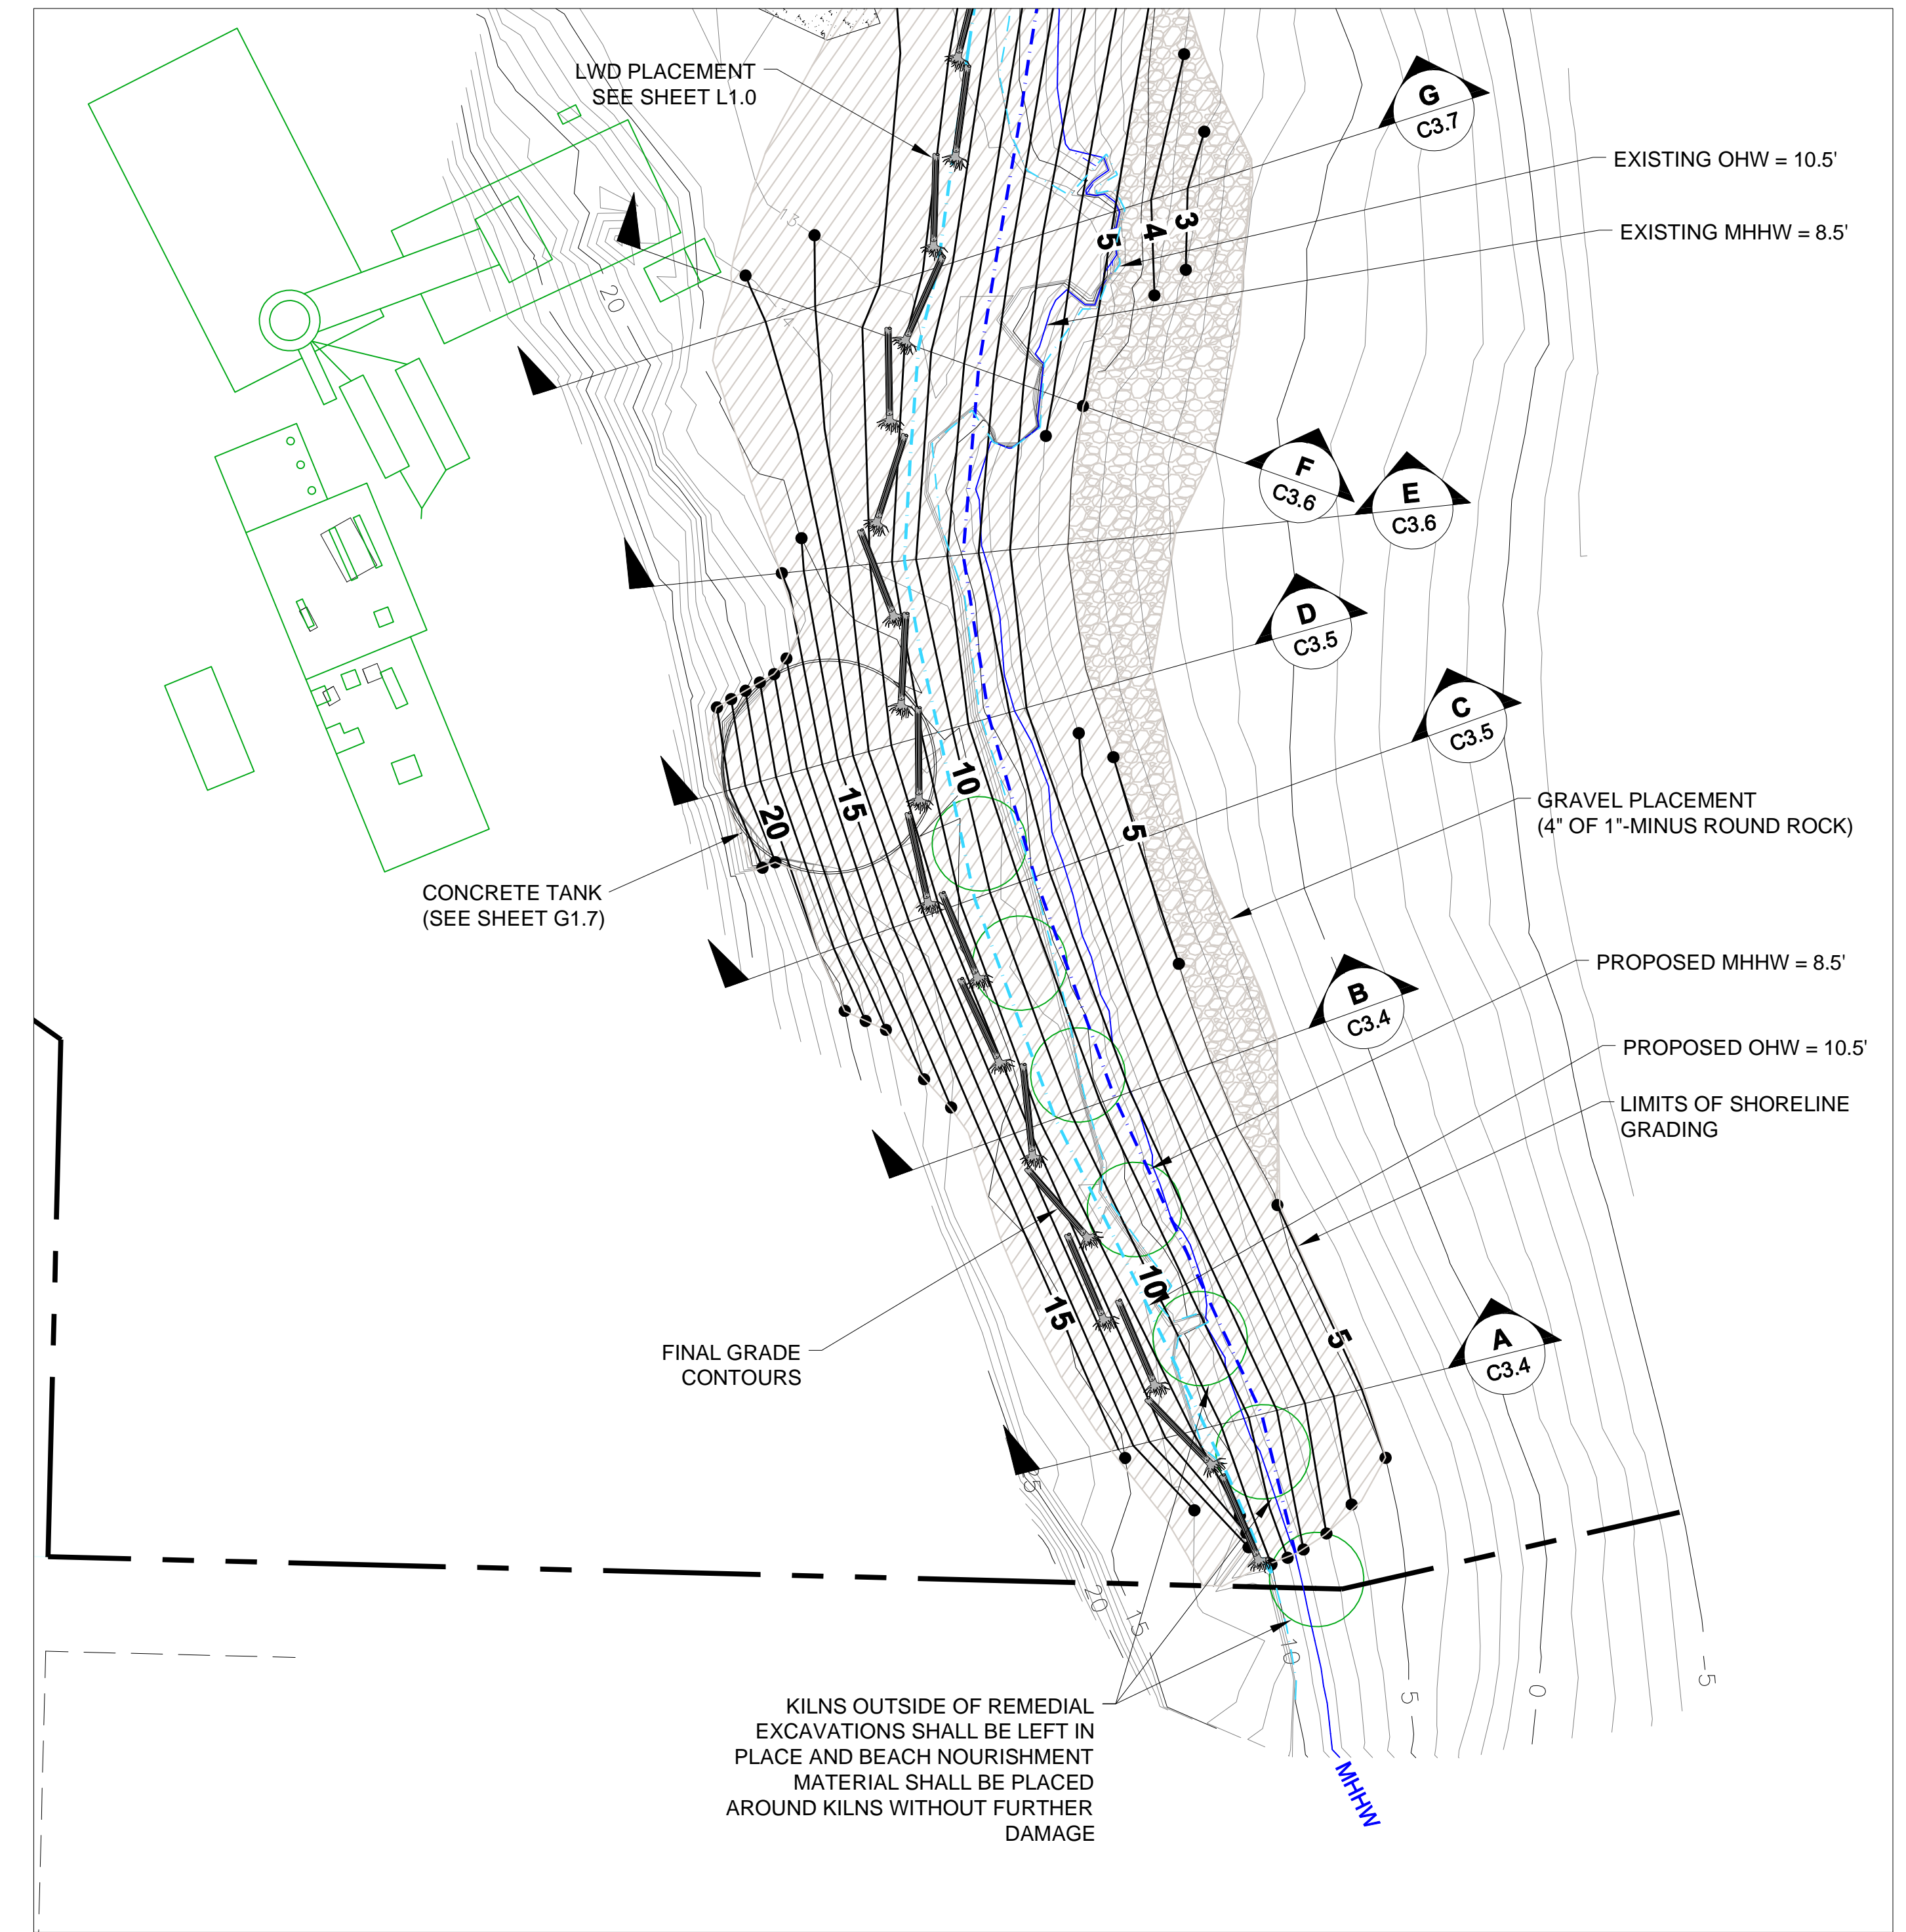 LWD PLACEMENT
SEE SHEET L1.0
G
C3.7
EXISTING OHW = 10.5'
EXISTING MHHW = 8.5'
13
14
20
5
4
3
F
C3.6
E
C3.6
D
C3.5
C
C3.5
10
15
20
5
GRAVEL PLACEMENT
(4" OF 1"-MINUS ROUND ROCK)
CONCRETE TANK
(SEE SHEET G1.7)
PROPOSED MHHW = 8.5'
B
C3.4
PROPOSED OHW = 10.5'
LIMITS OF SHORELINE
GRADING
10
15
5
A
C3.4
FINAL GRADE
CONTOURS
25
20
15
10
5
0
-5
KILNS OUTSIDE OF REMEDIAL
EXCAVATIONS SHALL BE LEFT IN
PLACE AND BEACH NOURISHMENT
MATERIAL SHALL BE PLACED
AROUND KILNS WITHOUT FURTHER
DAMAGE
MHHW